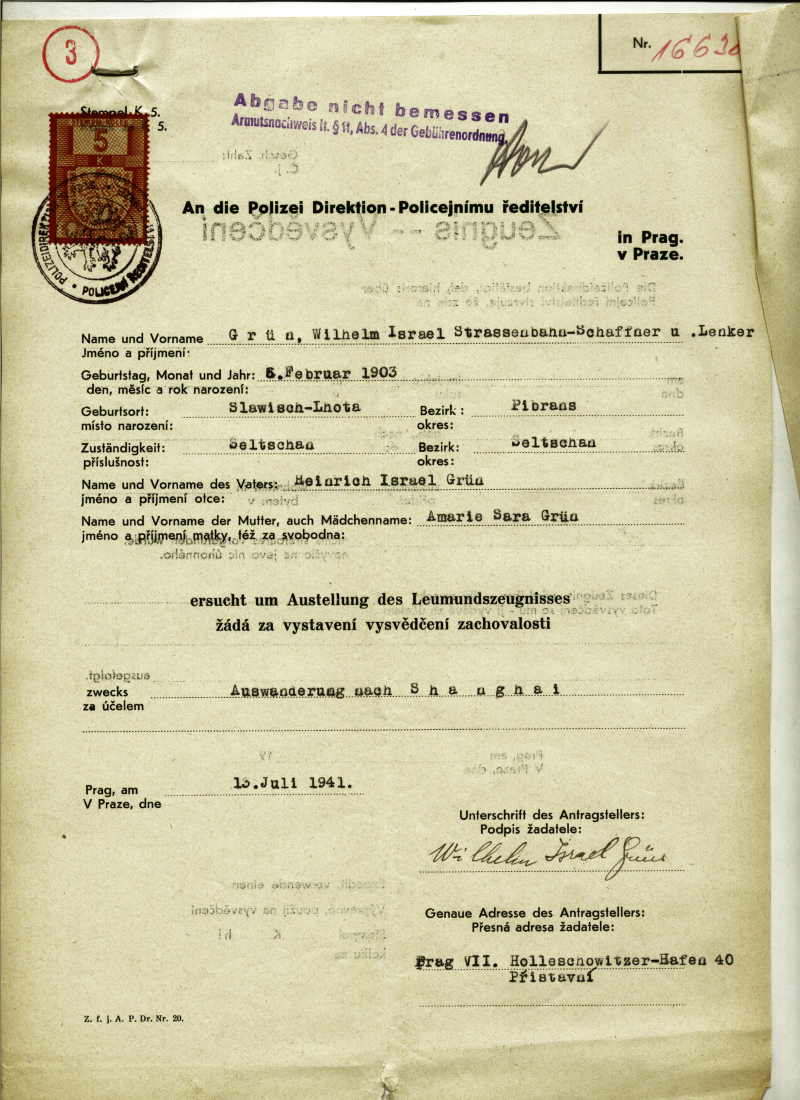 3
Nr. 
Stempel K 5.
K 5.
5
K
Abgabe nicht bemessen
Armutsnachweis lt. § 11, Abs. 4 der Gebührenordnung.
An die Polizei Direktion - Policejnímu ředitelství
in Prag.
v Praze.
POLICEJNÍ ŘEDITELSTVÍ
Name und Vorname G r ü n, Wilhelm Israel Strassenbahn-Schaffner u .Lenker
Jméno a příjmení:
Geburtstag, Monat und Jahr: 6.Februar 1903
den, měsíc a rok narození:
Geburtsort: Slawisch-Lhota Bezirk: Pibrans
místo narození: okres:
Zuständigkeit: Seltschan Bezirk: Seltschan
příslušnost: okres:
Name und Vorname des Vaters: Heinrich Israel Grün
jméno a příjmení otce:
Name und Vorname der Mutter, auch Mädchenname: Amarie Sara Grün
jméno a příjmení matky, též za svobodna:
ersucht um Austellung des Leumundszeugnisses
žádá za vystavení vysvědčení zachovalosti
zwecks Auswanderung nach S h a n g h a i
za účelem
Prag, am Juli 1941.
V Praze, dne
Unterschrift des Antragstellers:
Podpis žadatele:
Wilhelm Israel Grün
Genaue Adresse des Antragstellers:
Přesná adresa žadatele:
Prag VII. Holleschowitzer-Hafen 40
Přístavní
Z. f. j. A. P. Dr. Nr. 20.